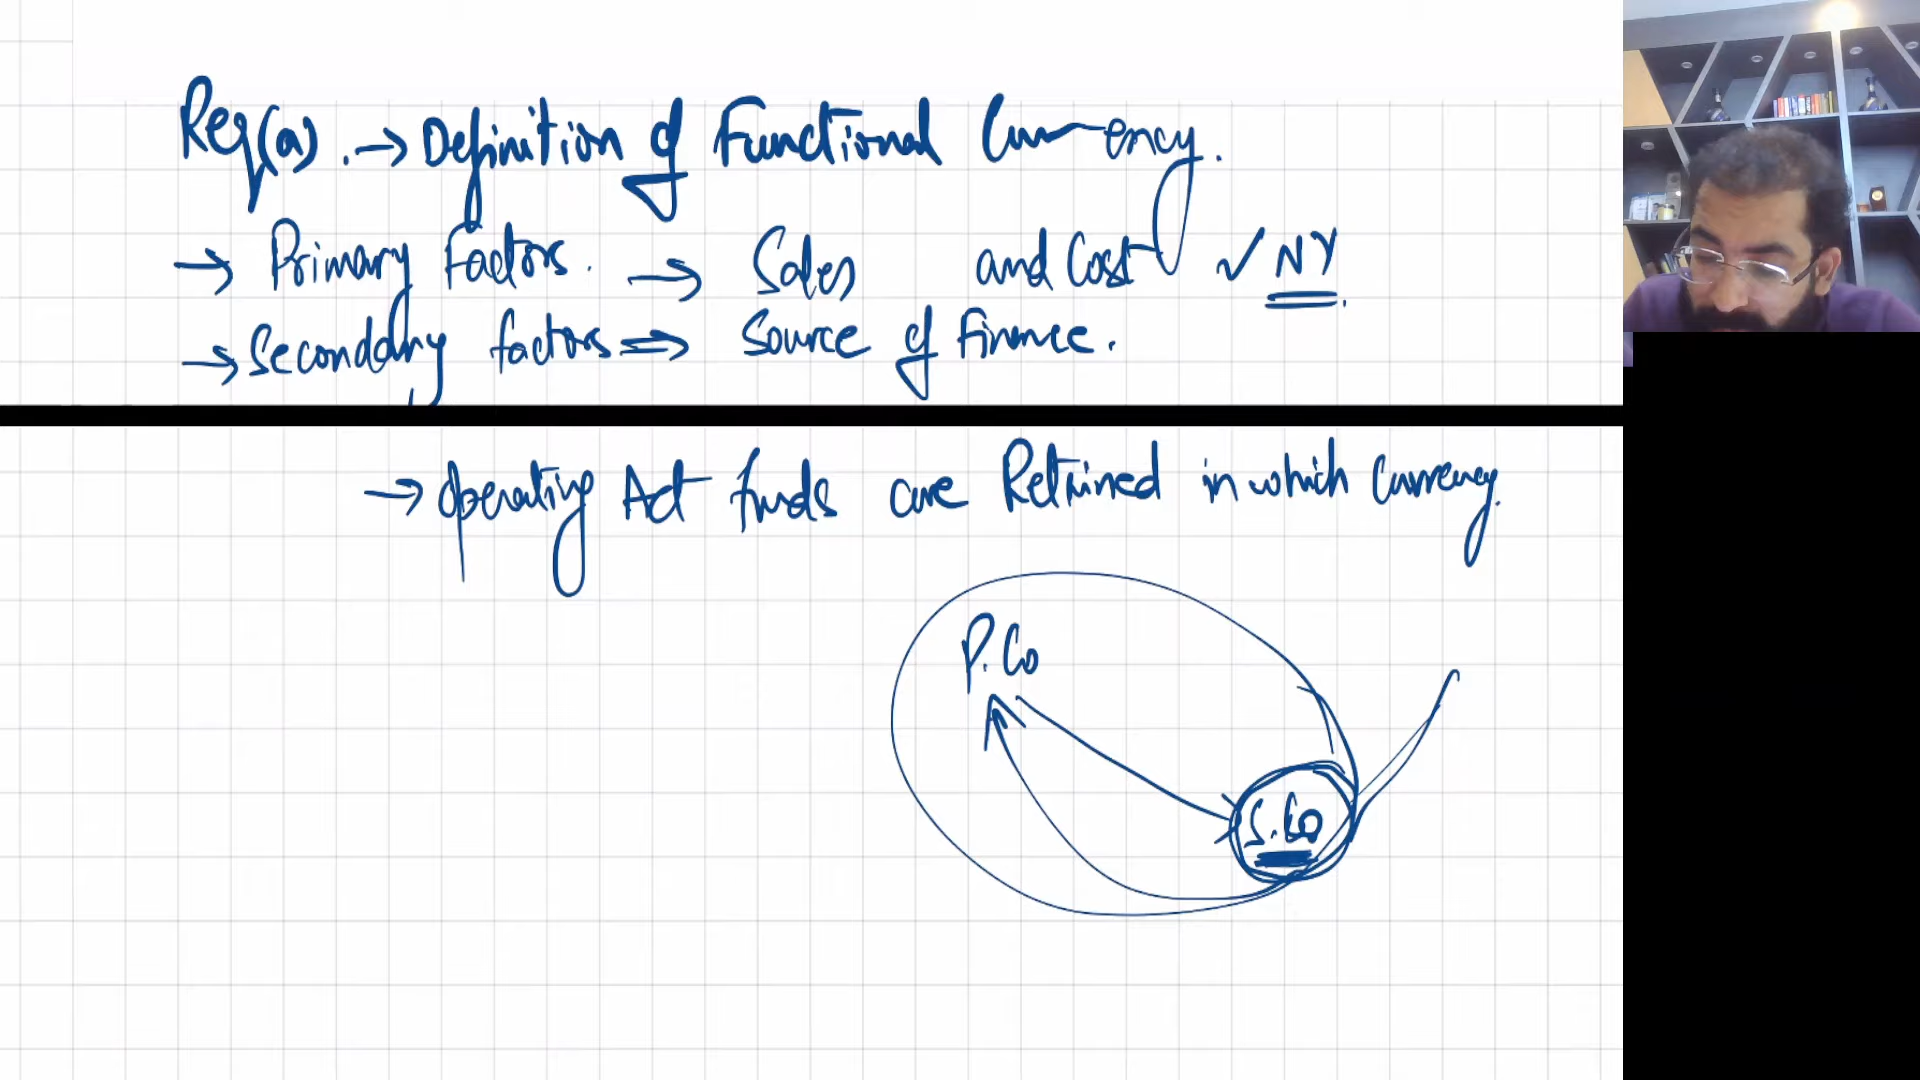 Req(a). → Definition of Functional Currency.
→ Primary Factors. → Sales and Cost ✓ NY.
→ Secondary factors ⇒ Source of Finance.
→ Operating Act funds are Retained in which Currency.
P.Co
S.Co